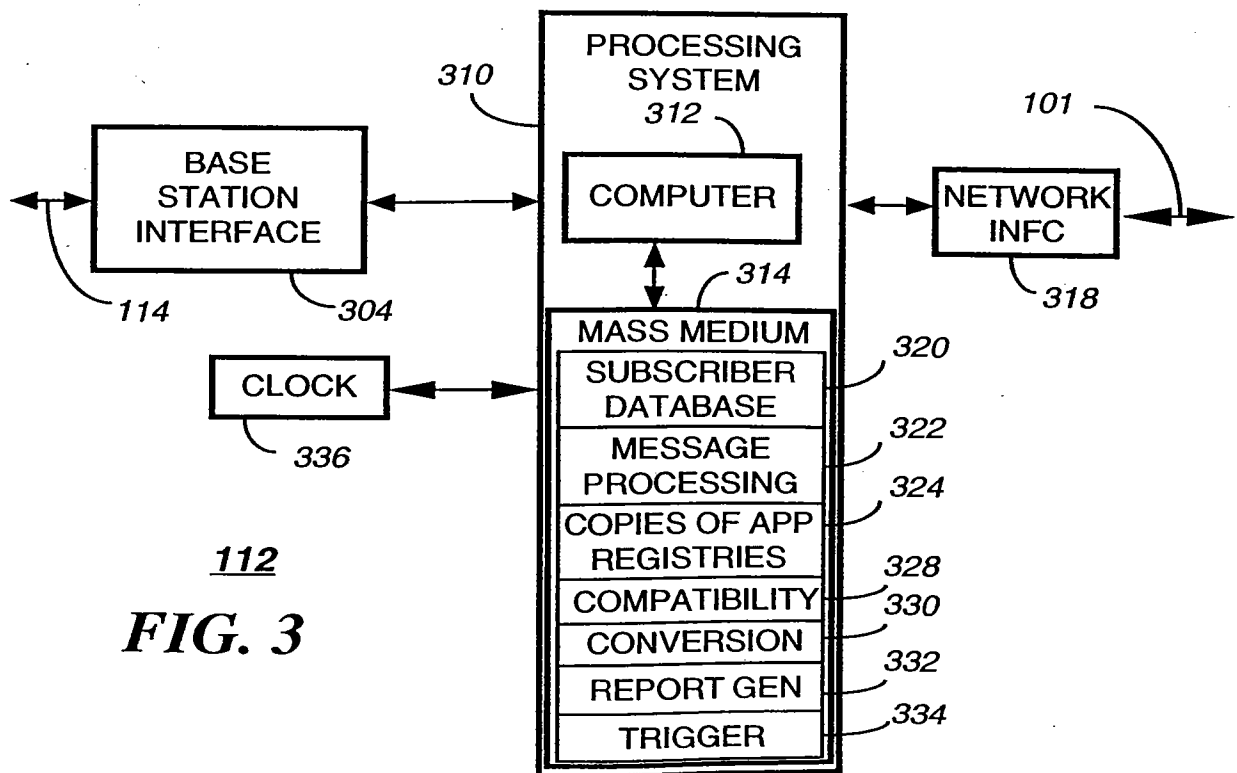 PROCESSING
SYSTEM
310
312
101
BASE
STATION
INTERFACE
COMPUTER
NETWORK
INFC
114
304
314
318
MASS MEDIUM
320
SUBSCRIBER
DATABASE
CLOCK
336
322
MESSAGE
PROCESSING
324
COPIES OF APP
REGISTRIES
328
COMPATIBILITY
330
CONVERSION
332
REPORT GEN
334
TRIGGER
112
FIG. 3